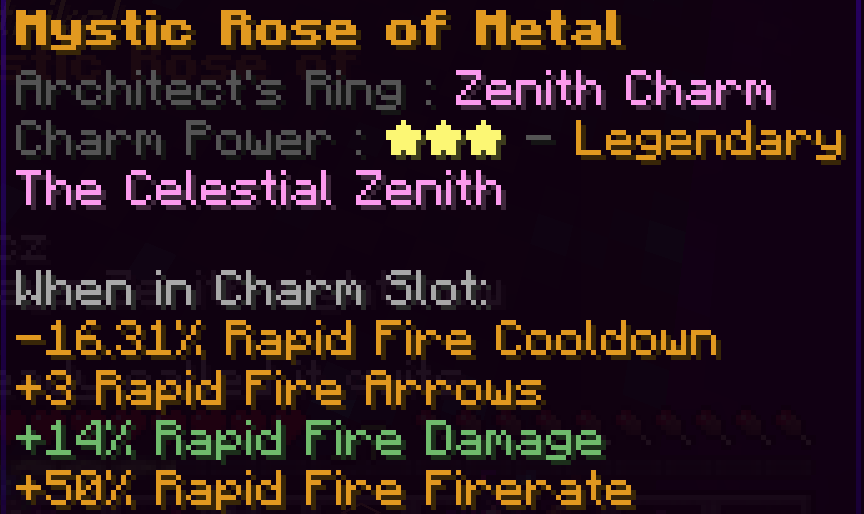 Mystic Rose of Metal
Architect's Ring : Zenith Charm
Charm Power : ★★★ - Legendary
The Celestial Zenith
When in Charm Slot:
-16.31% Rapid Fire Cooldown
+3 Rapid Fire Arrows
+14% Rapid Fire Damage
+50% Rapid Fire Firerate